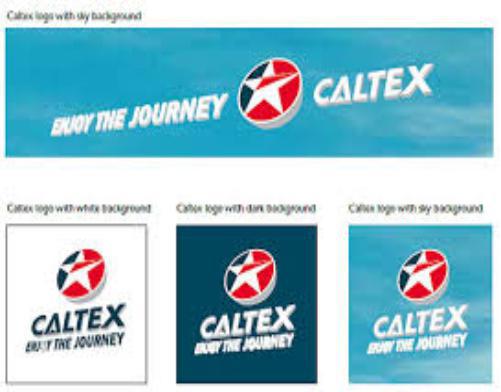 Caltex logo with sky background
ENJOY THE JOURNEY CALTEX
Caltex logo with white background
Caltex logo with dark background
Caltex logo with sky background
CALTEX
ENJOY THE JOURNEY
CALTEX
ENJOY THE JOURNEY
CALTEX
ENJOY THE JOURNEY